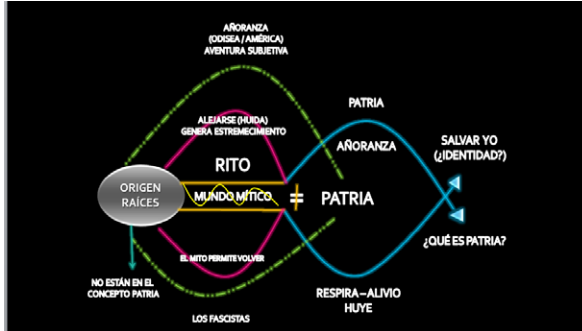 AÑORANZA
(ODISEA / AMÉRICA)
AVENTURA SUBJETIVA
ALEJARSE (HUIDA)
GENERA ESTREMECIMIENTO
PATRIA
AÑORANZA
SALVAR YO
(¿IDENTIDAD?)
RITO
ORIGEN
RAÍCES
MUNDO MÍTICO
=
PATRIA
¿QUÉ ES PATRIA?
EL MITO PERMITE VOLVER
NO ESTÁN EN EL
CONCEPTO PATRIA
RESPIRA – ALIVIO
HUYE
LOS FASCISTAS